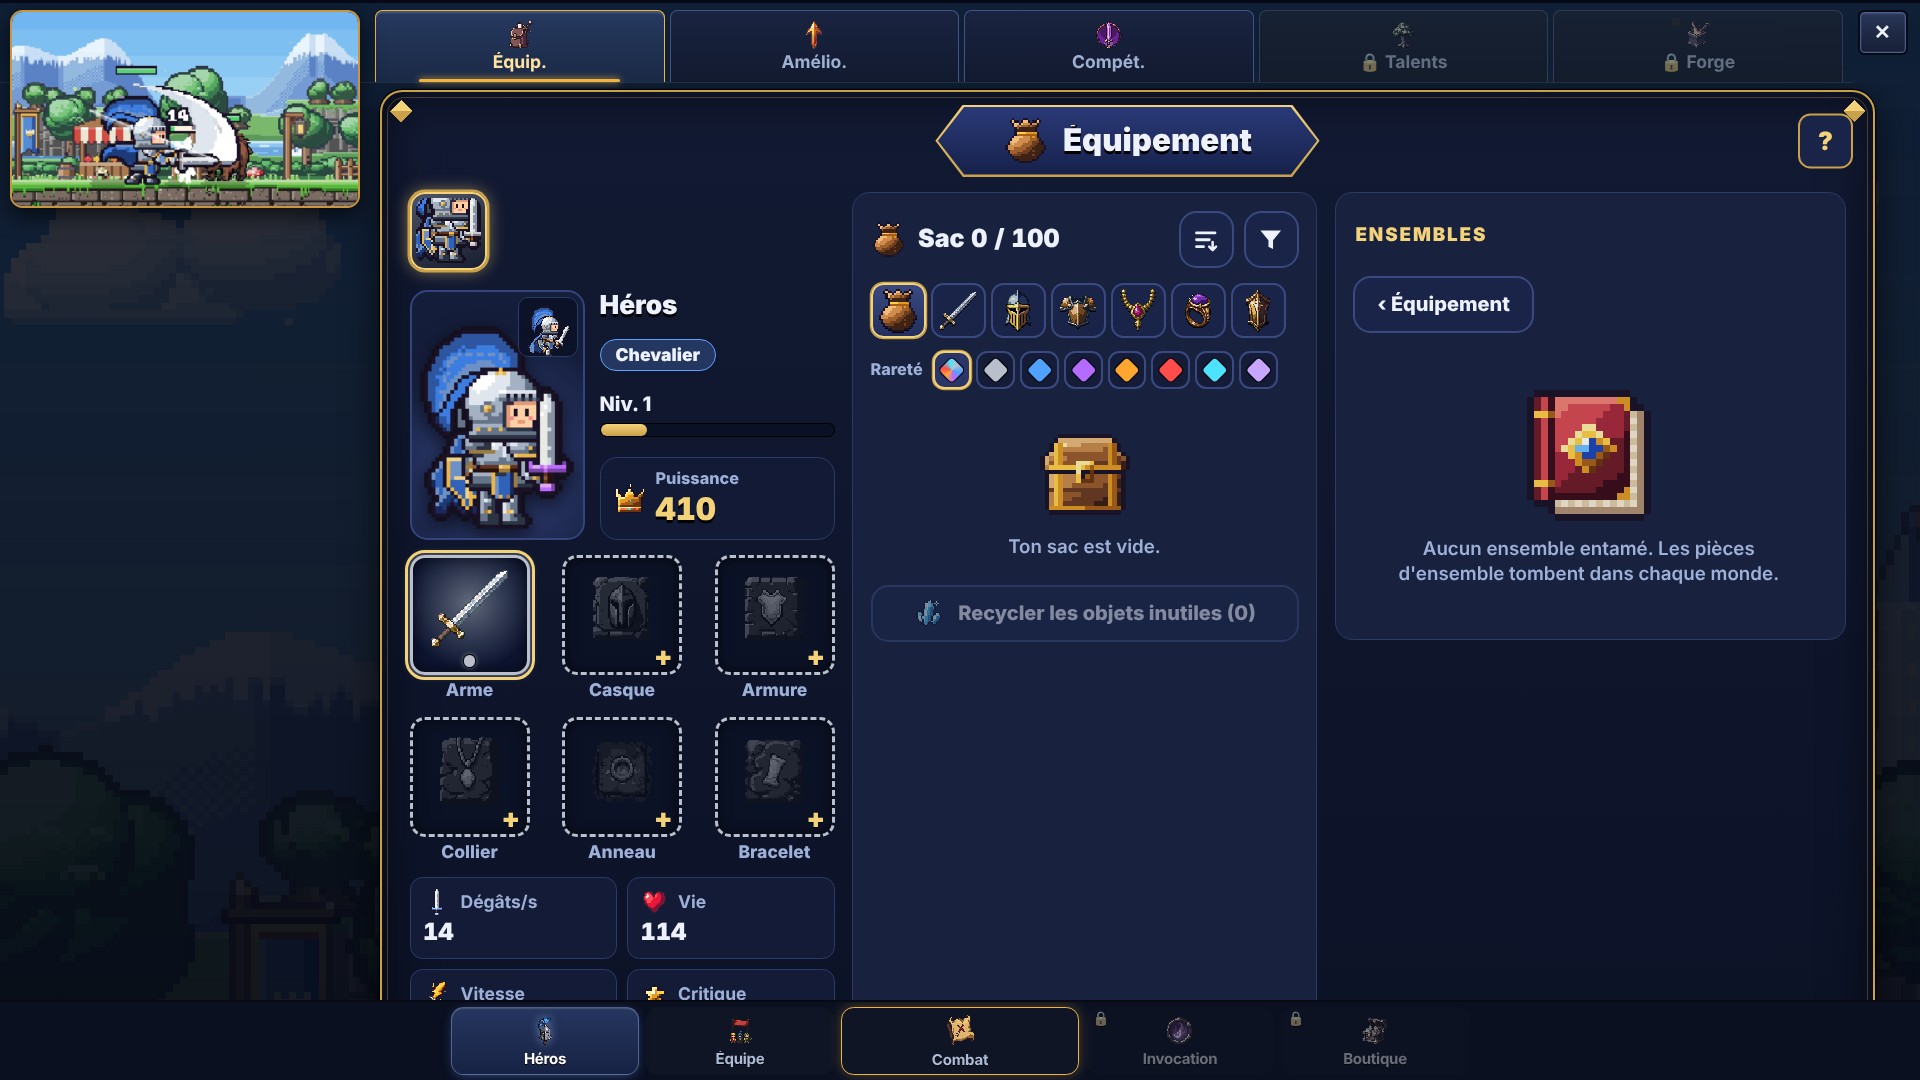 14
Équip.
Amélio.
Compét.
Talents
Forge
×
Équipement
?
Héros
Chevalier
Niv. 1
Puissance
410
Arme
Casque
Armure
Collier
Anneau
Bracelet
Dégâts/s
14
Vie
114
Vitesse
Critique
Sac 0 / 100
Rareté
Ton sac est vide.
Recycler les objets inutiles (0)
ENSEMBLES
‹ Équipement
Aucun ensemble entamé. Les pièces
d'ensemble tombent dans chaque monde.
Héros
Équipe
Combat
Invocation
Boutique